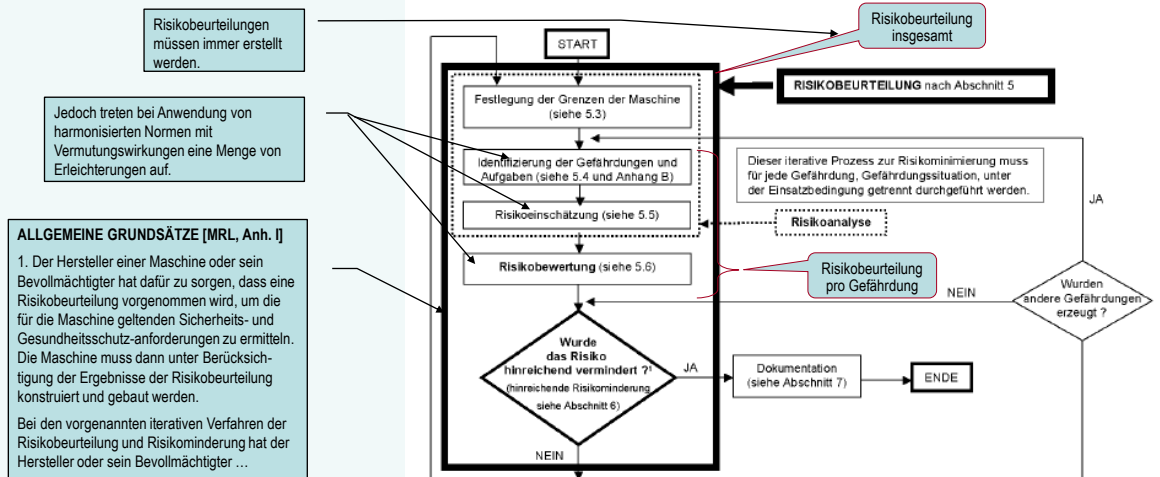 Risikobeurteilungen
müssen immer erstellt
werden.
Jedoch treten bei Anwendung von
harmonisierten Normen mit
Vermutungswirkungen eine Menge von
Erleichterungen auf.
ALLGEMEINE GRUNDSÄTZE [MRL, Anh. I]
1. Der Hersteller einer Maschine oder sein
Bevollmächtigter hat dafür zu sorgen, dass eine
Risikobeurteilung vorgenommen wird, um die
für die Maschine geltenden Sicherheits- und
Gesundheitsschutz-anforderungen zu ermitteln.
Die Maschine muss dann unter Berücksich-
tigung der Ergebnisse der Risikobeurteilung
konstruiert und gebaut werden.
Bei den vorgenannten iterativen Verfahren der
Risikobeurteilung und Risikominderung hat der
Hersteller oder sein Bevollmächtigter …
START
Risikobeurteilung
insgesamt
RISIKOBEURTEILUNG nach Abschnitt 5
Festlegung der Grenzen der Maschine
(siehe 5.3)
Identifizierung der Gefährdungen und
Aufgaben (siehe 5.4 und Anhang B)
Risikoeinschätzung (siehe 5.5)
Dieser iterative Prozess zur Risikominimierung muss
für jede Gefährdung, Gefährdungssituation, unter
der Einsatzbedingung getrennt durchgeführt werden.
JA
Risikoanalyse
Risikobewertung (siehe 5.6)
Risikobeurteilung
pro Gefährdung
NEIN
Wurden
andere Gefährdungen
erzeugt ?
Wurde
das Risiko
hinreichend vermindert ?¹
(hinreichende Risikominderung
siehe Abschnitt 6)
JA
Dokumentation
(siehe Abschnitt 7)
ENDE
NEIN